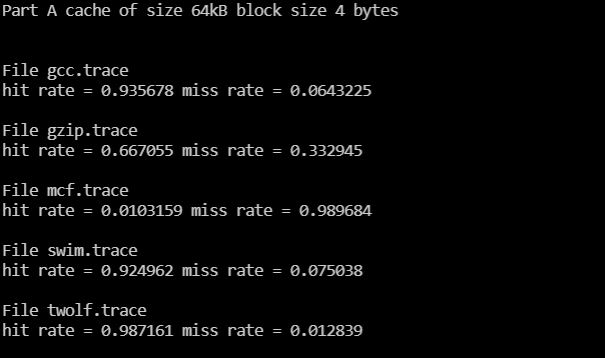 Part A cache of size 64kB block size 4 bytes
File gcc.trace
hit rate = 0.935678 miss rate = 0.0643225
File gzip.trace
hit rate = 0.667055 miss rate = 0.332945
File mcf.trace
hit rate = 0.0103159 miss rate = 0.989684
File swim.trace
hit rate = 0.924962 miss rate = 0.075038
File twolf.trace
hit rate = 0.987161 miss rate = 0.012839